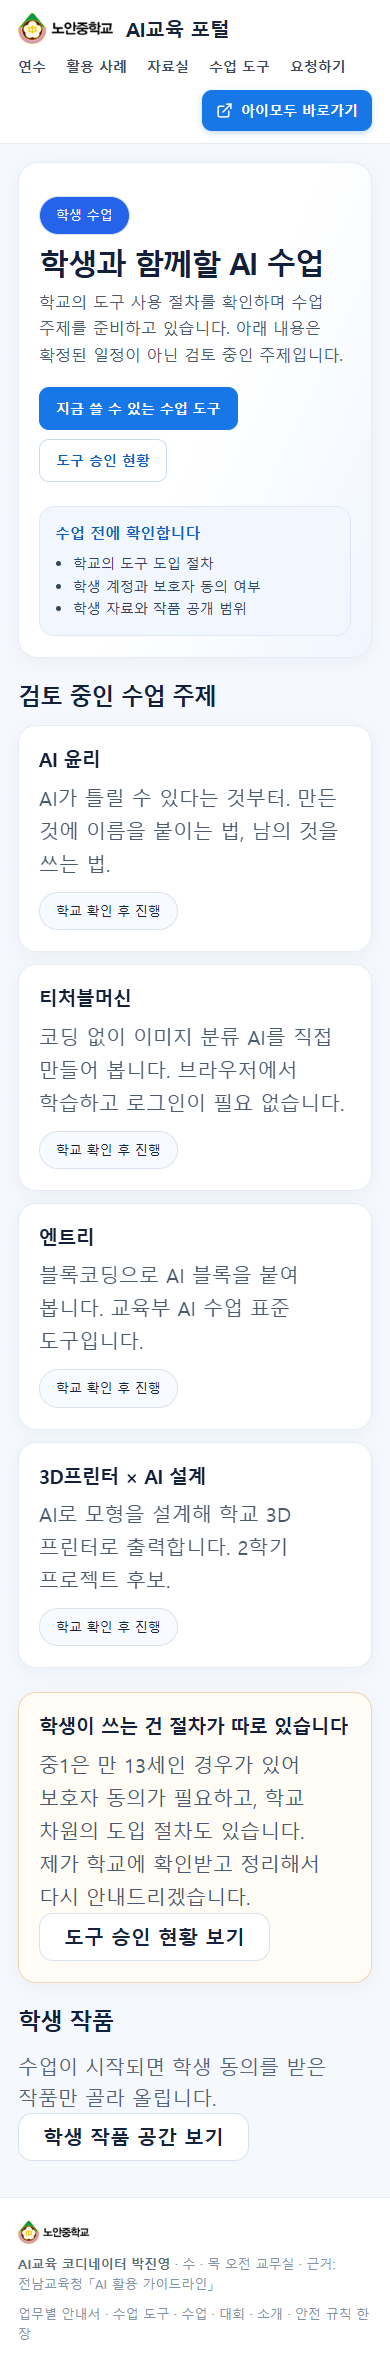 노안중학교 AI교육 포털
연수 활용 사례 자료실 수업 도구 요청하기
아이모두 바로가기
학생 수업
학생과 함께할 AI 수업
학교의 도구 사용 절차를 확인하며 수업
주제를 준비하고 있습니다. 아래 내용은
확정된 일정이 아닌 검토 중인 주제입니다.
지금 쓸 수 있는 수업 도구
도구 승인 현황
수업 전에 확인합니다
• 학교의 도구 도입 절차
• 학생 계정과 보호자 동의 여부
• 학생 자료와 작품 공개 범위
검토 중인 수업 주제
AI 윤리
AI가 틀릴 수 있다는 것부터. 만든
것에 이름을 붙이는 법, 남의 것을
쓰는 법.
학교 확인 후 진행
티처블머신
코딩 없이 이미지 분류 AI를 직접
만들어 봅니다. 브라우저에서
학습하고 로그인이 필요 없습니다.
학교 확인 후 진행
엔트리
블록코딩으로 AI 블록을 붙여
봅니다. 교육부 AI 수업 표준
도구입니다.
학교 확인 후 진행
3D프린터 × AI 설계
AI로 모형을 설계해 학교 3D
프린터로 출력합니다. 2학기
프로젝트 후보.
학교 확인 후 진행
학생이 쓰는 건 절차가 따로 있습니다
중1은 만 13세인 경우가 있어
보호자 동의가 필요하고, 학교
차원의 도입 절차도 있습니다.
제가 학교에 확인받고 정리해서
다시 안내드리겠습니다.
도구 승인 현황 보기
학생 작품
수업이 시작되면 학생 동의를 받은
작품만 골라 올립니다.
학생 작품 공간 보기
노안중학교
AI교육 코디네이터 박진영 · 수 · 목 오전 교무실 · 근거:
전남교육청 「AI 활용 가이드라인」
업무별 안내서 · 수업 도구 · 수업 · 대회 · 소개 · 안전 규칙 한
장